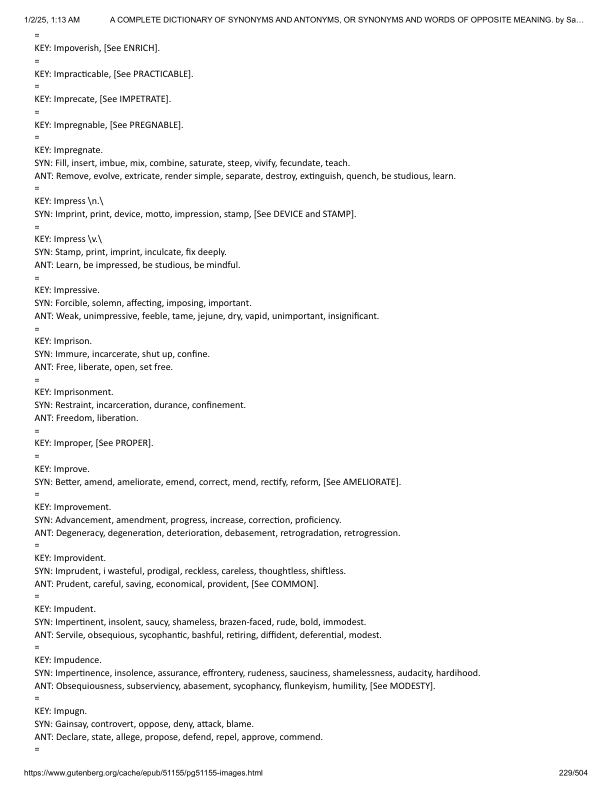 1/2/25, 1:13 AM A COMPLETE DICTIONARY OF SYNONYMS AND ANTONYMS, OR SYNONYMS AND WORDS OF OPPOSITE MEANING. by Sa…
=
KEY: Impoverish, [See ENRICH].
=
KEY: Impracticable, [See PRACTICABLE].
=
KEY: Imprecate, [See IMPETRATE].
=
KEY: Impregnable, [See PREGNABLE].
=
KEY: Impregnate.
SYN: Fill, insert, imbue, mix, combine, saturate, steep, vivify, fecundate, teach.
ANT: Remove, evolve, extricate, render simple, separate, destroy, extinguish, quench, be studious, learn.
=
KEY: Impress \n.\
SYN: Imprint, print, device, motto, impression, stamp, [See DEVICE and STAMP].
=
KEY: Impress \v.\
SYN: Stamp, print, imprint, inculcate, fix deeply.
ANT: Learn, be impressed, be studious, be mindful.
=
KEY: Impressive.
SYN: Forcible, solemn, affecting, imposing, important.
ANT: Weak, unimpressive, feeble, tame, jejune, dry, vapid, unimportant, insignificant.
=
KEY: Imprison.
SYN: Immure, incarcerate, shut up, confine.
ANT: Free, liberate, open, set free.
=
KEY: Imprisonment.
SYN: Restraint, incarceration, durance, confinement.
ANT: Freedom, liberation.
=
KEY: Improper, [See PROPER].
=
KEY: Improve.
SYN: Better, amend, ameliorate, emend, correct, mend, rectify, reform, [See AMELIORATE].
=
KEY: Improvement.
SYN: Advancement, amendment, progress, increase, correction, proficiency.
ANT: Degeneracy, degeneration, deterioration, debasement, retrogradation, retrogression.
=
KEY: Improvident.
SYN: Imprudent, i wasteful, prodigal, reckless, careless, thoughtless, shiftless.
ANT: Prudent, careful, saving, economical, provident, [See COMMON].
=
KEY: Impudent.
SYN: Impertinent, insolent, saucy, shameless, brazen-faced, rude, bold, immodest.
ANT: Servile, obsequious, sycophantic, bashful, retiring, diffident, deferential, modest.
=
KEY: Impudence.
SYN: Impertinence, insolence, assurance, effrontery, rudeness, sauciness, shamelessness, audacity, hardihood.
ANT: Obsequiousness, subserviency, abasement, sycophancy, flunkeyism, humility, [See MODESTY].
=
KEY: Impugn.
SYN: Gainsay, controvert, oppose, deny, attack, blame.
ANT: Declare, state, allege, propose, defend, repel, approve, commend.
=
https://www.gutenberg.org/cache/epub/51155/pg51155-images.html 229/504